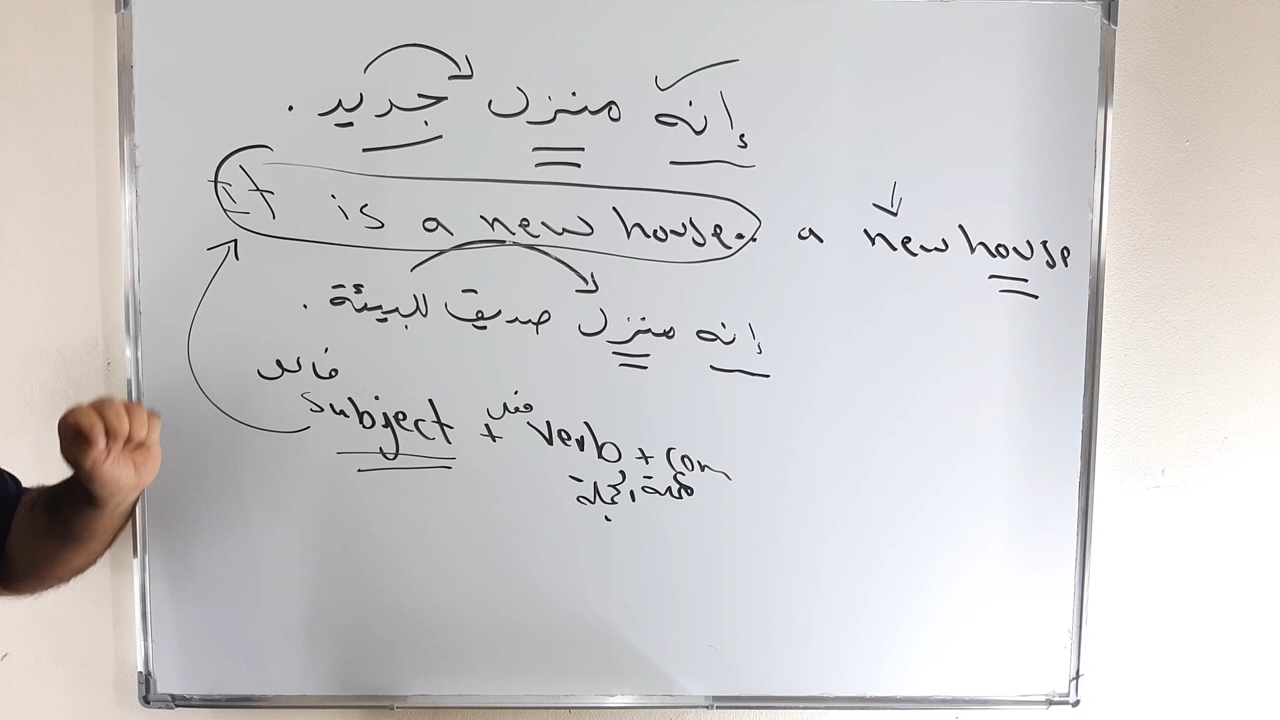 إنه منزل جديد .
It is a new house. a new house
إنه منزل صديق للبيئة .
فاعل فعل
Subject + Verb + com
تكملة الجملة